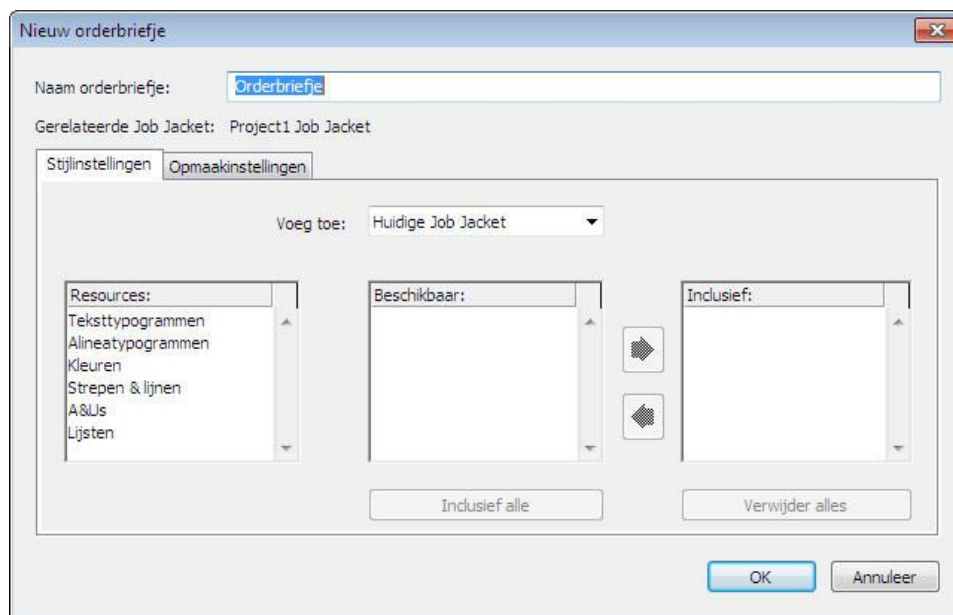 Nieuw orderbriefje
Naam orderbriefje: Orderbriefje
Gerelateerde Job Jacket: Project1 Job Jacket
Stijlinstellingen Opmaakinstellingen
Voeg toe: Huidige Job Jacket
Resources: Beschikbaar: Inclusief:
Teksttypogrammen
Alineatypogrammen
Kleuren
Strepen & lijnen
A&Us
Lijsten
Inclusief alle Verwijder alles
OK Annuleer